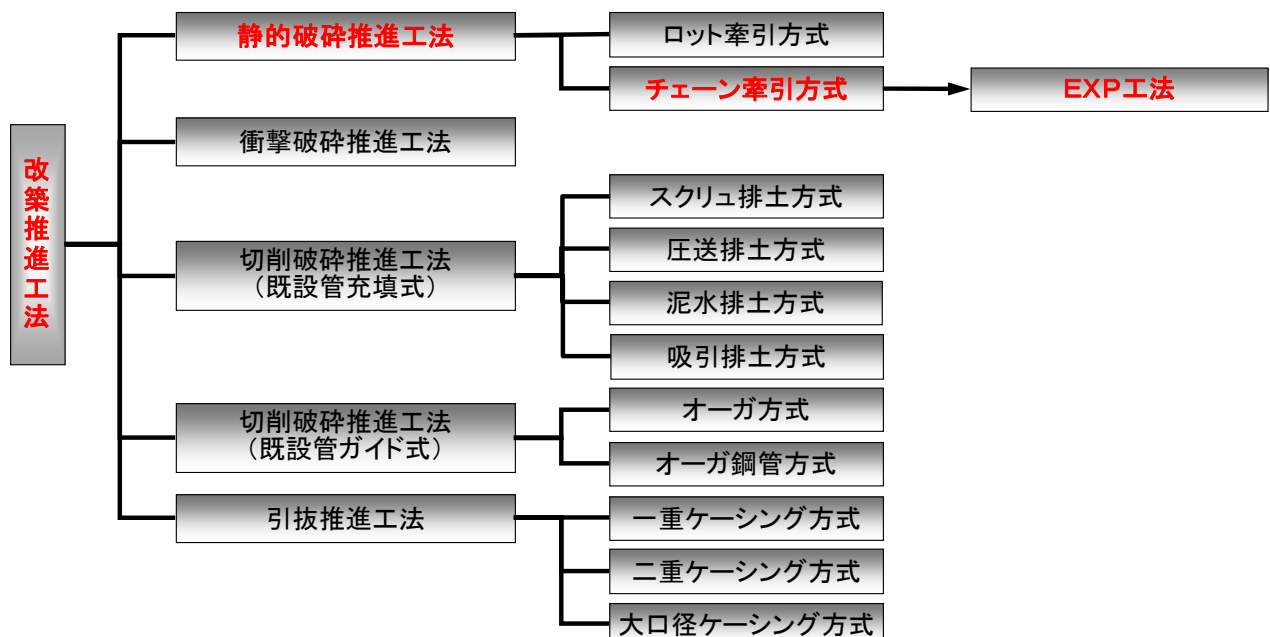 改築推進工法
静的破砕推進工法
ロット牽引方式
チェーン牽引方式
EXP工法
衝撃破砕推進工法
切削破砕推進工法
（既設管充填式）
スクリュ排土方式
圧送排土方式
泥水排土方式
吸引排土方式
切削破砕推進工法
（既設管ガイド式）
オーガ方式
オーガ鋼管方式
引抜推進工法
一重ケーシング方式
二重ケーシング方式
大口径ケーシング方式